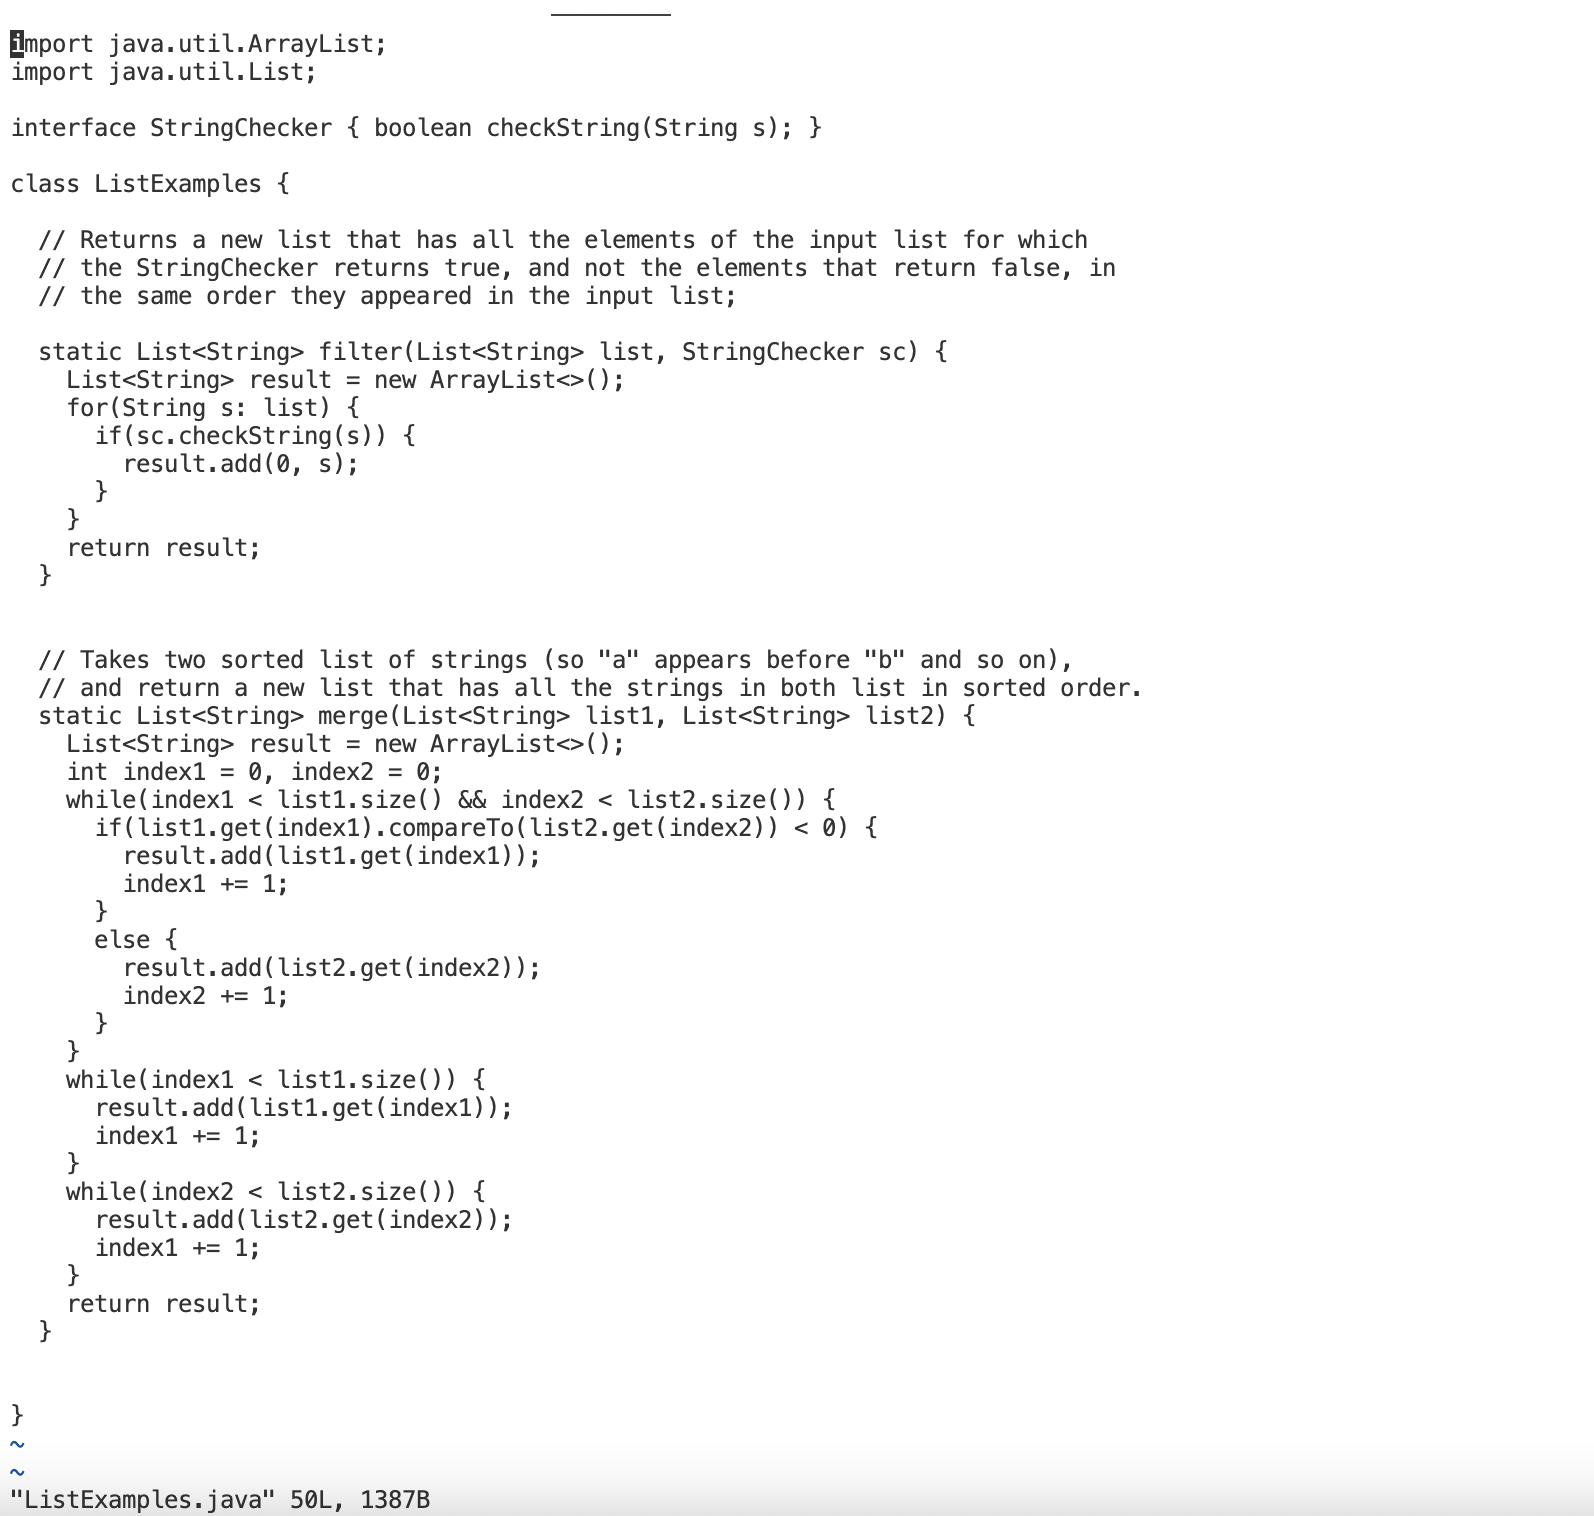 import java.util.ArrayList;
import java.util.List;

interface StringChecker { boolean checkString(String s); }

class ListExamples {

  // Returns a new list that has all the elements of the input list for which
  // the StringChecker returns true, and not the elements that return false, in
  // the same order they appeared in the input list;

  static List<String> filter(List<String> list, StringChecker sc) {
    List<String> result = new ArrayList<>();
    for(String s: list) {
      if(sc.checkString(s)) {
        result.add(0, s);
      }
    }
    return result;
  }


  // Takes two sorted list of strings (so "a" appears before "b" and so on),
  // and return a new list that has all the strings in both list in sorted order.
  static List<String> merge(List<String> list1, List<String> list2) {
    List<String> result = new ArrayList<>();
    int index1 = 0, index2 = 0;
    while(index1 < list1.size() && index2 < list2.size()) {
      if(list1.get(index1).compareTo(list2.get(index2)) < 0) {
        result.add(list1.get(index1));
        index1 += 1;
      }
      else {
        result.add(list2.get(index2));
        index2 += 1;
      }
    }
    while(index1 < list1.size()) {
      result.add(list1.get(index1));
      index1 += 1;
    }
    while(index2 < list2.size()) {
      result.add(list2.get(index2));
      index1 += 1;
    }
    return result;
  }


}
~
~
"ListExamples.java" 50L, 1387B